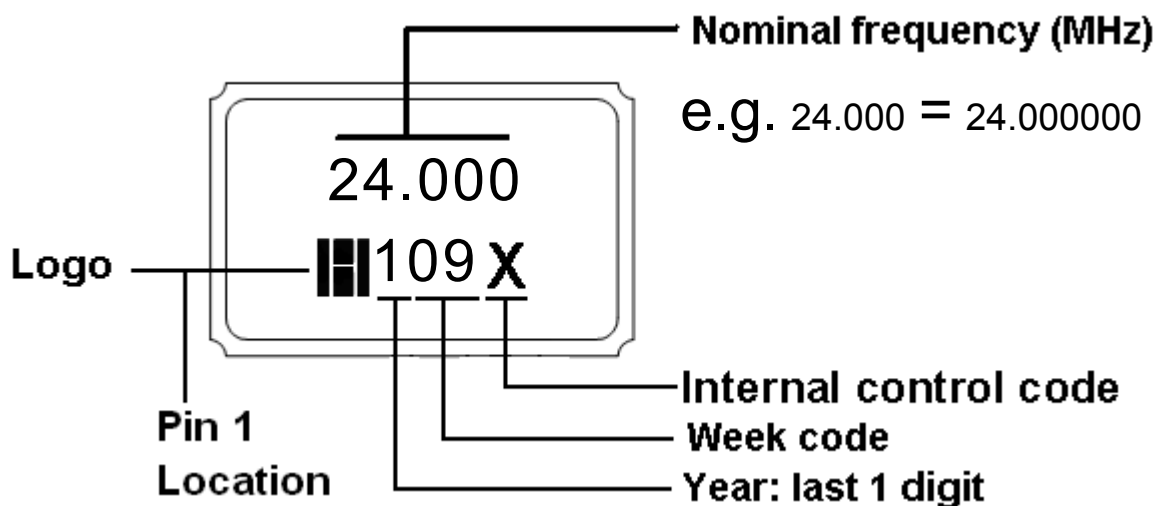 Nominal frequency (MHz)
e.g. 24.000 = 24.000000
24.000
109 X
Logo
Pin 1
Location
Internal control code
Week code
Year: last 1 digit